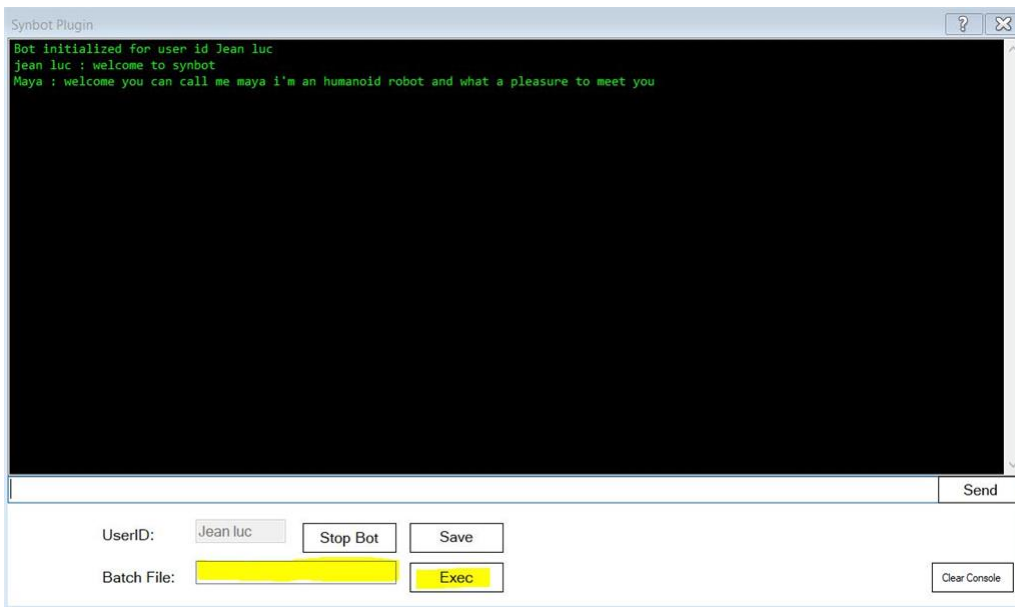 Synbot Plugin
?
Bot initialized for user id Jean luc
jean luc : welcome to synbot
Maya : welcome you can call me maya i'm an humanoid robot and what a pleasure to meet you
Send
UserID: Jean luc Stop Bot Save
Batch File: Exec Clear Console